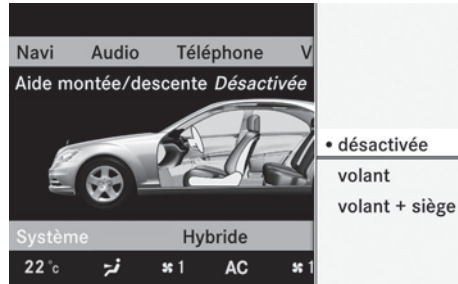 Navi Audio Téléphone V
Aide montée/descente Désactivée
• désactivée
volant
volant + siège
Système Hybride
22 °c 1 AC 1